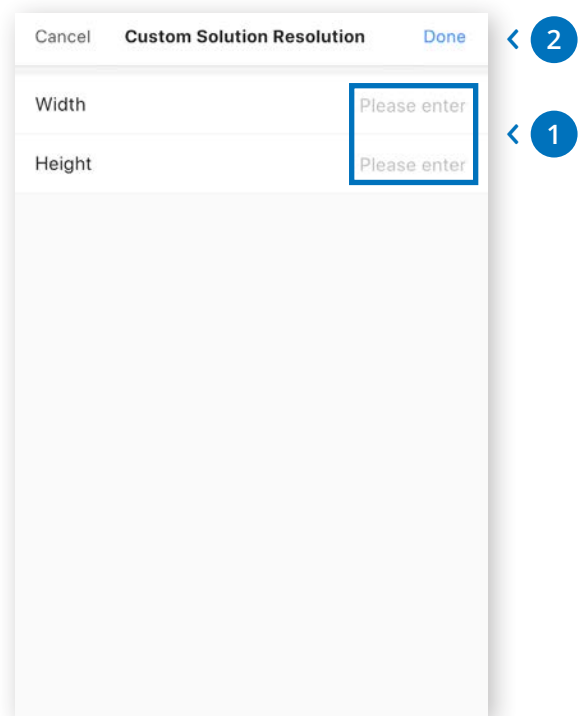 Cancel Custom Solution Resolution Done
2
Width Please enter
1
Height Please enter